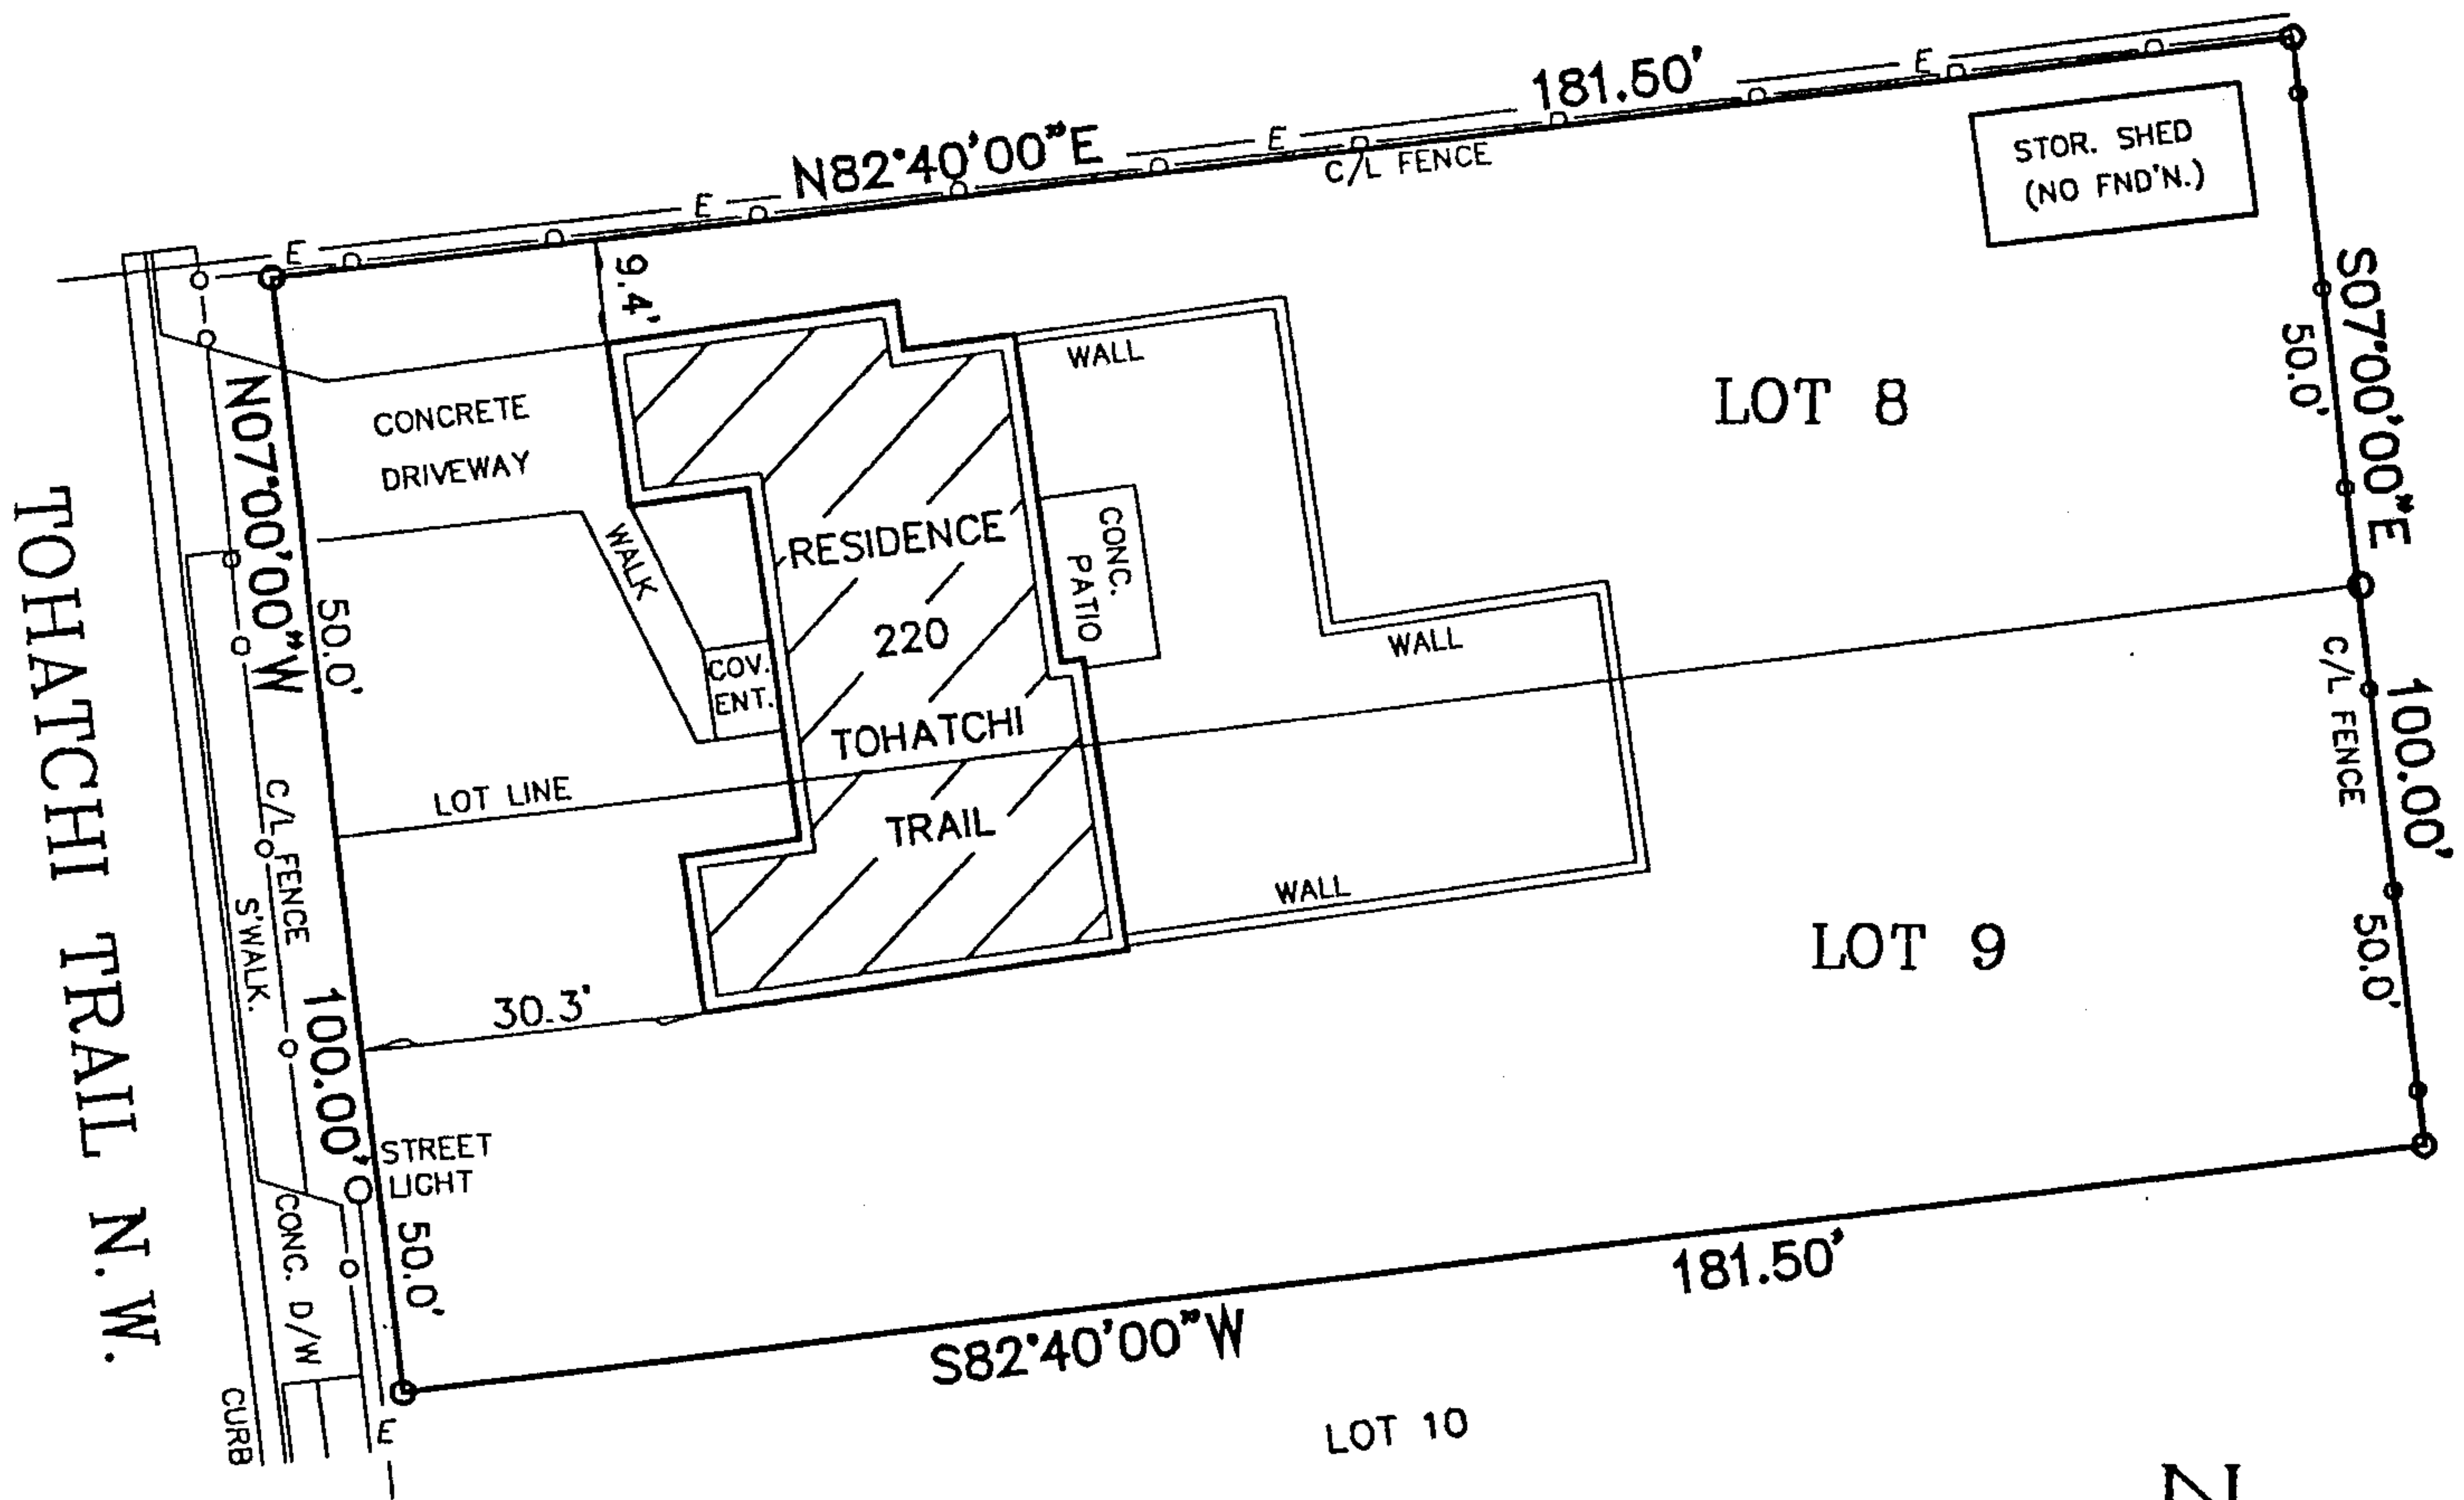 181.50'
N82°40'00"E
E
E
E
E
C/L FENCE
STOR. SHED
(NO FND'N.)
9.4'
WALL
CONCRETE
DRIVEWAY
LOT 8
S07°00'00"E
50.0'
N07°00'00"W
50.0'
WALK
RESIDENCE
220
TOHATCHI
TRAIL
CONC.
PATIO
COV.
ENT.
WALL
LOT LINE
C/L FENCE
100.00'
50.0'
TOHATCHI TRAIL N.W.
C/L FENCE
S'WALK.
WALL
LOT 9
30.3'
100.00'
STREET
LIGHT
50.0'
CONC. D/W
CURB
E
181.50'
S82°40'00"W
LOT 10
N